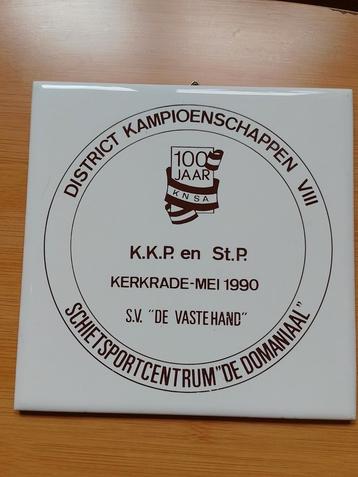 DISTRICT KAMPIOENSCHAPPEN VIII
100
JAAR
KNSA
K.K.P. en St.P.
KERKRADE-MEI 1990
S.V. "DE VASTE HAND"
SCHIETSPORTCENTRUM "DE DOMANIAAL"